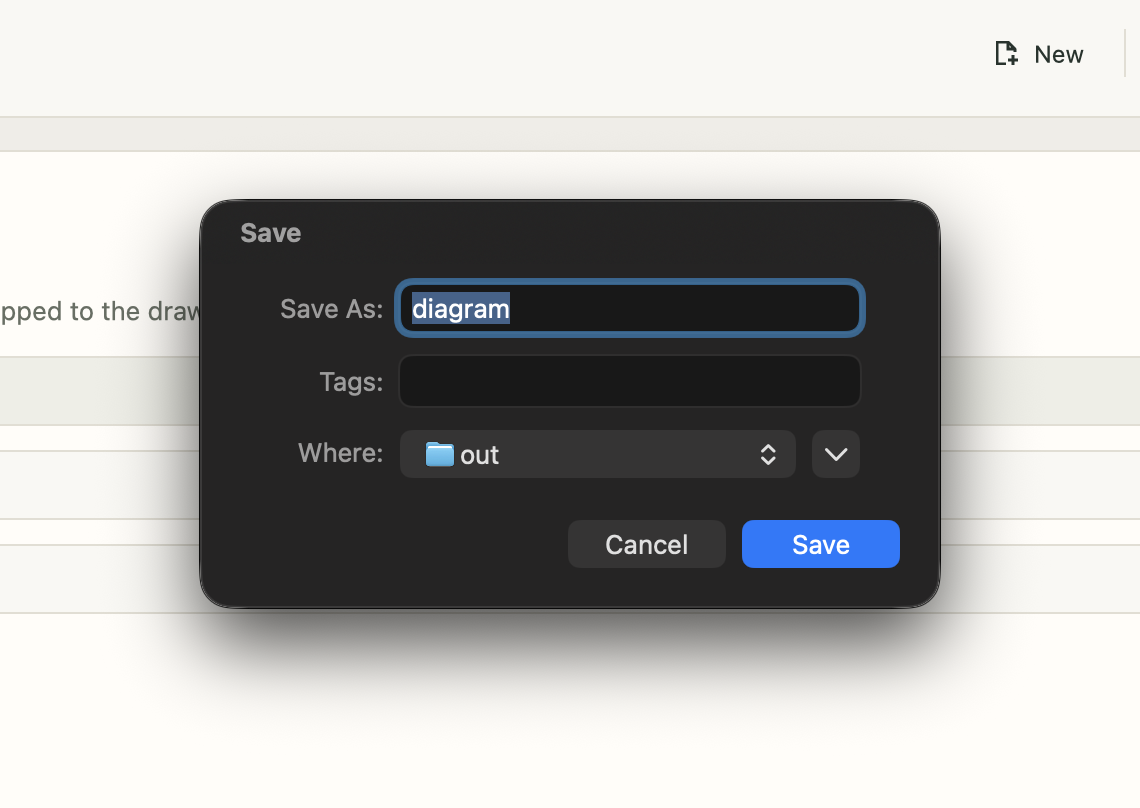 New
Save
Save As: diagram
pped to the draw
Tags:
Where: out
Cancel Save